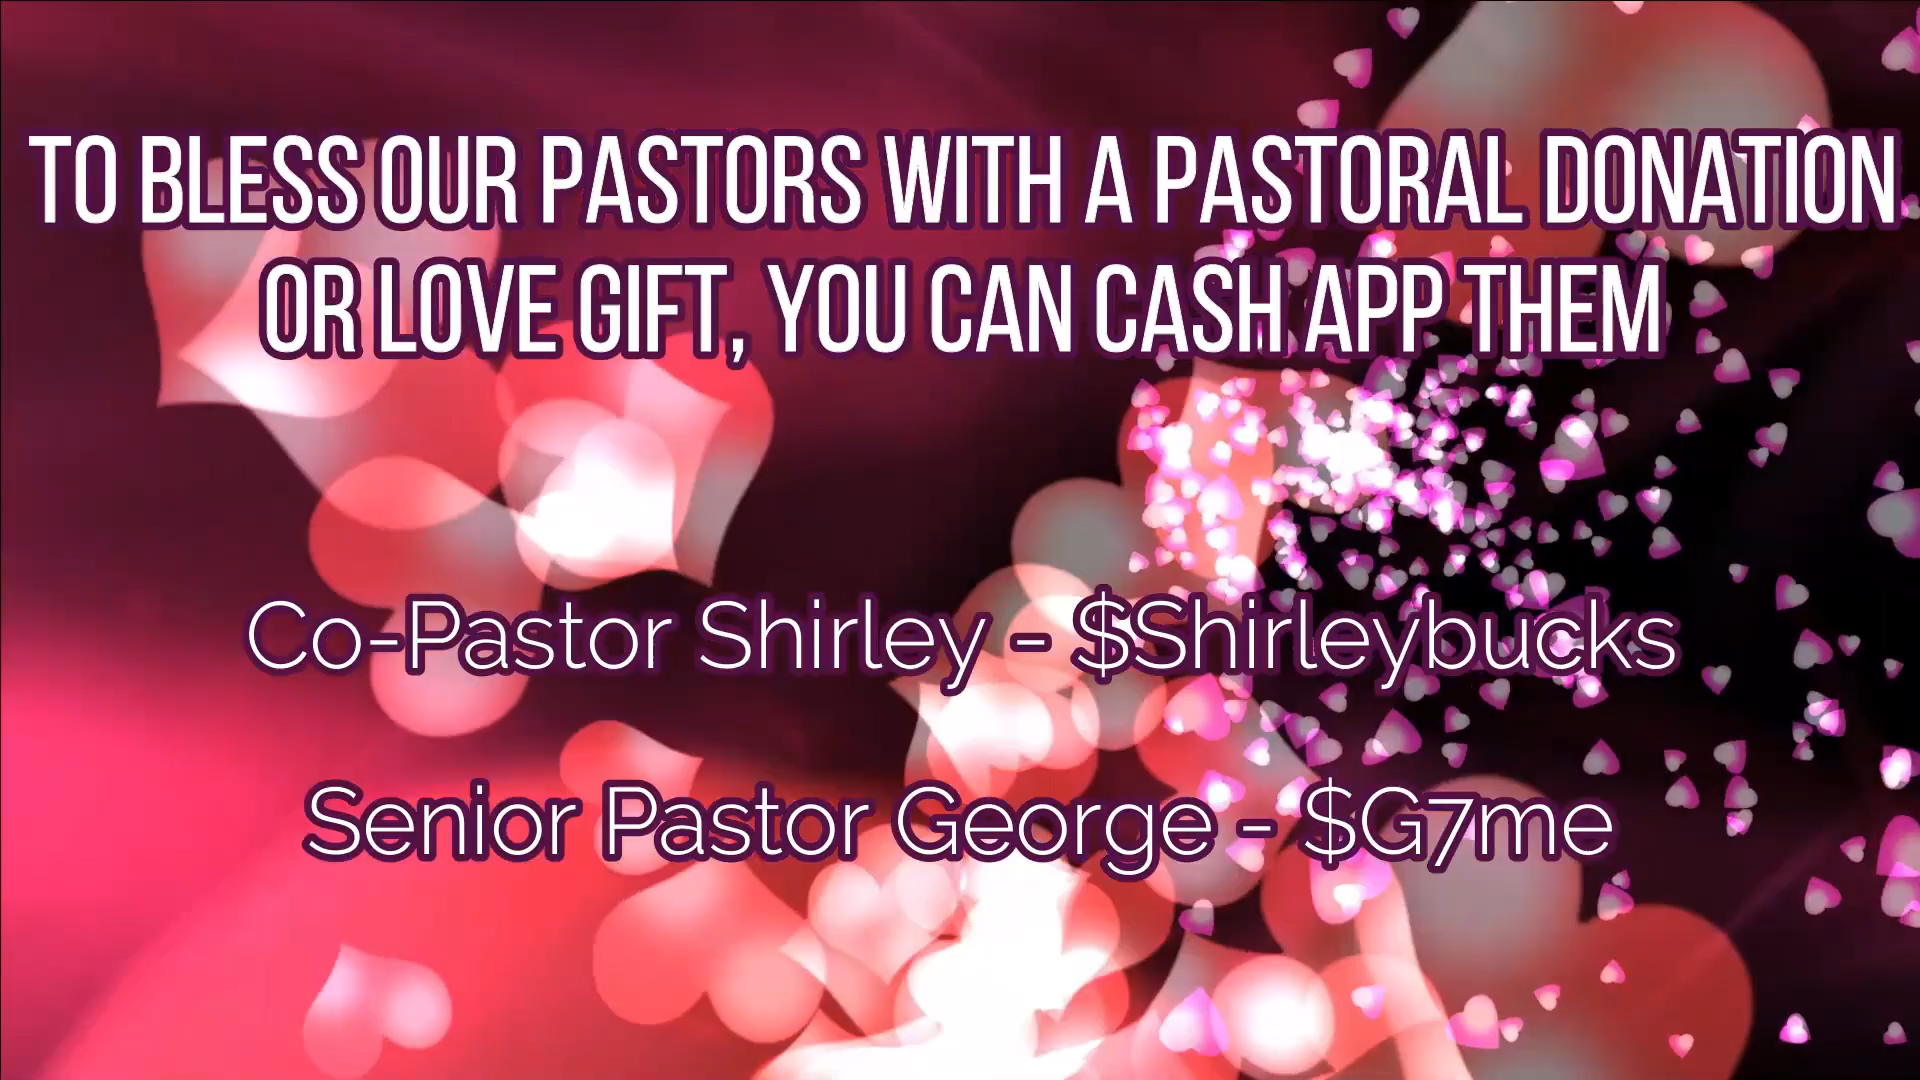 TO BLESS OUR PASTORS WITH A PASTORAL DONATION
OR LOVE GIFT, YOU CAN CASH APP THEM
Co-Pastor Shirley - $Shirleybucks
Senior Pastor George - $G7me